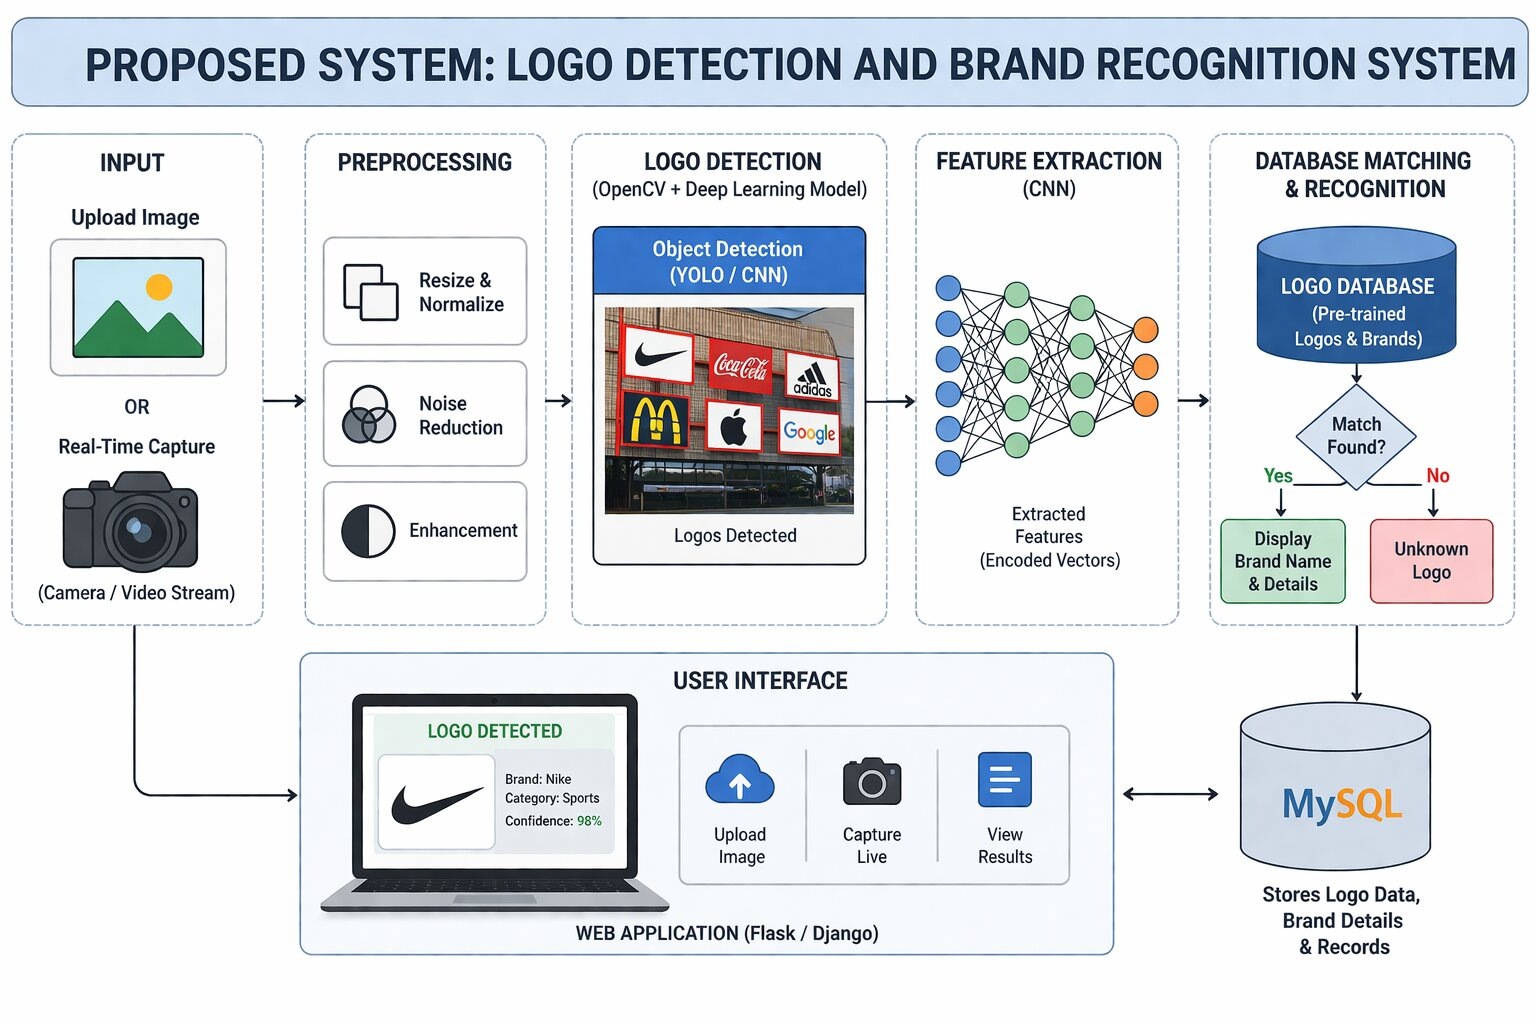 PROPOSED SYSTEM: LOGO DETECTION AND BRAND RECOGNITION SYSTEM
INPUT
Upload Image
OR
Real-Time Capture
(Camera / Video Stream)
PREPROCESSING
Resize &
Normalize
Noise
Reduction
Enhancement
LOGO DETECTION
(OpenCV + Deep Learning Model)
Object Detection
(YOLO / CNN)
Coca-Cola
adidas
Google
Logos Detected
FEATURE EXTRACTION
(CNN)
Extracted
Features
(Encoded Vectors)
DATABASE MATCHING
& RECOGNITION
LOGO DATABASE
(Pre-trained
Logos & Brands)
Match
Found?
Yes
No
Display
Brand Name
& Details
Unknown
Logo
USER INTERFACE
LOGO DETECTED
Brand: Nike
Category: Sports
Confidence: 98%
Upload
Image
Capture
Live
View
Results
WEB APPLICATION (Flask / Django)
MySQL
Stores Logo Data,
Brand Details
& Records